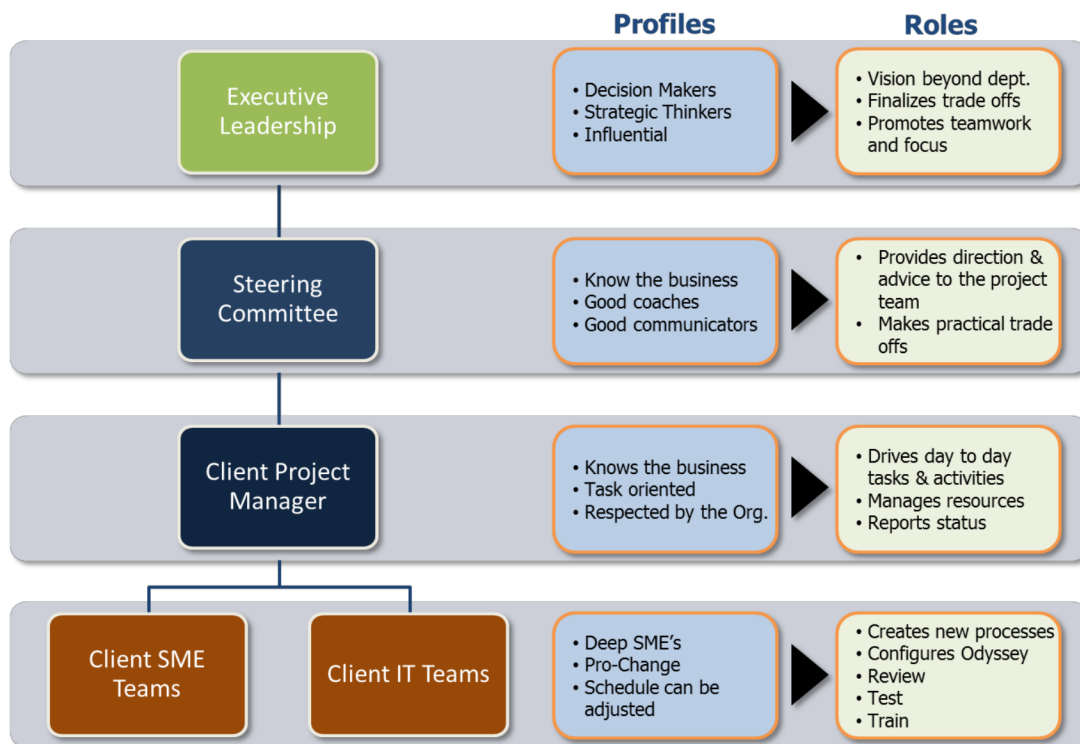 Profiles
Roles
Executive
Leadership
• Decision Makers
• Strategic Thinkers
• Influential
• Vision beyond dept.
• Finalizes trade offs
• Promotes teamwork
and focus
Steering
Committee
• Know the business
• Good coaches
• Good communicators
• Provides direction &
advice to the project
team
• Makes practical trade
offs
Client Project
Manager
• Knows the business
• Task oriented
• Respected by the Org.
• Drives day to day
tasks & activities
• Manages resources
• Reports status
Client SME
Teams
Client IT Teams
• Deep SME’s
• Pro-Change
• Schedule can be
adjusted
• Creates new processes
• Configures Odyssey
• Review
• Test
• Train